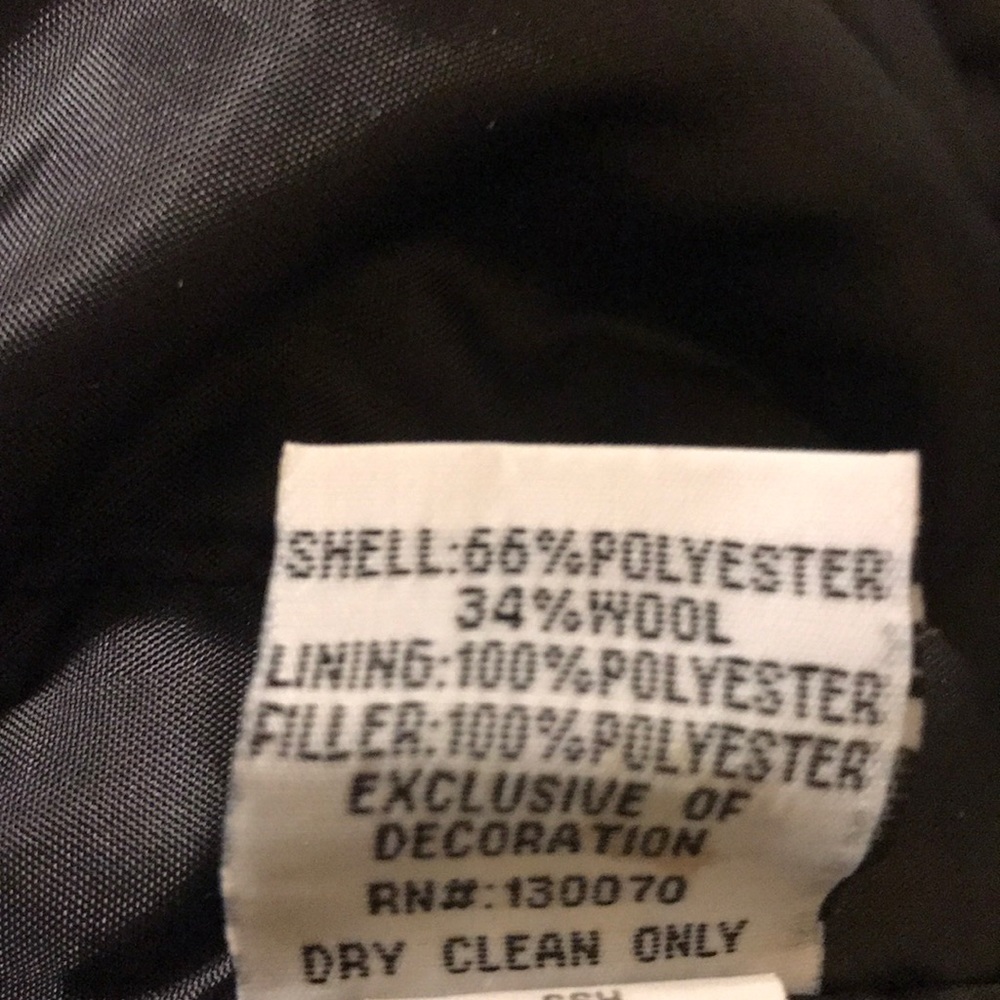 SHELL:66%POLYESTER
34%WOOL
LINING:100%POLYESTER
FILLER:100%POLYESTER
EXCLUSIVE OF
DECORATION
RN#:130070
DRY CLEAN ONLY